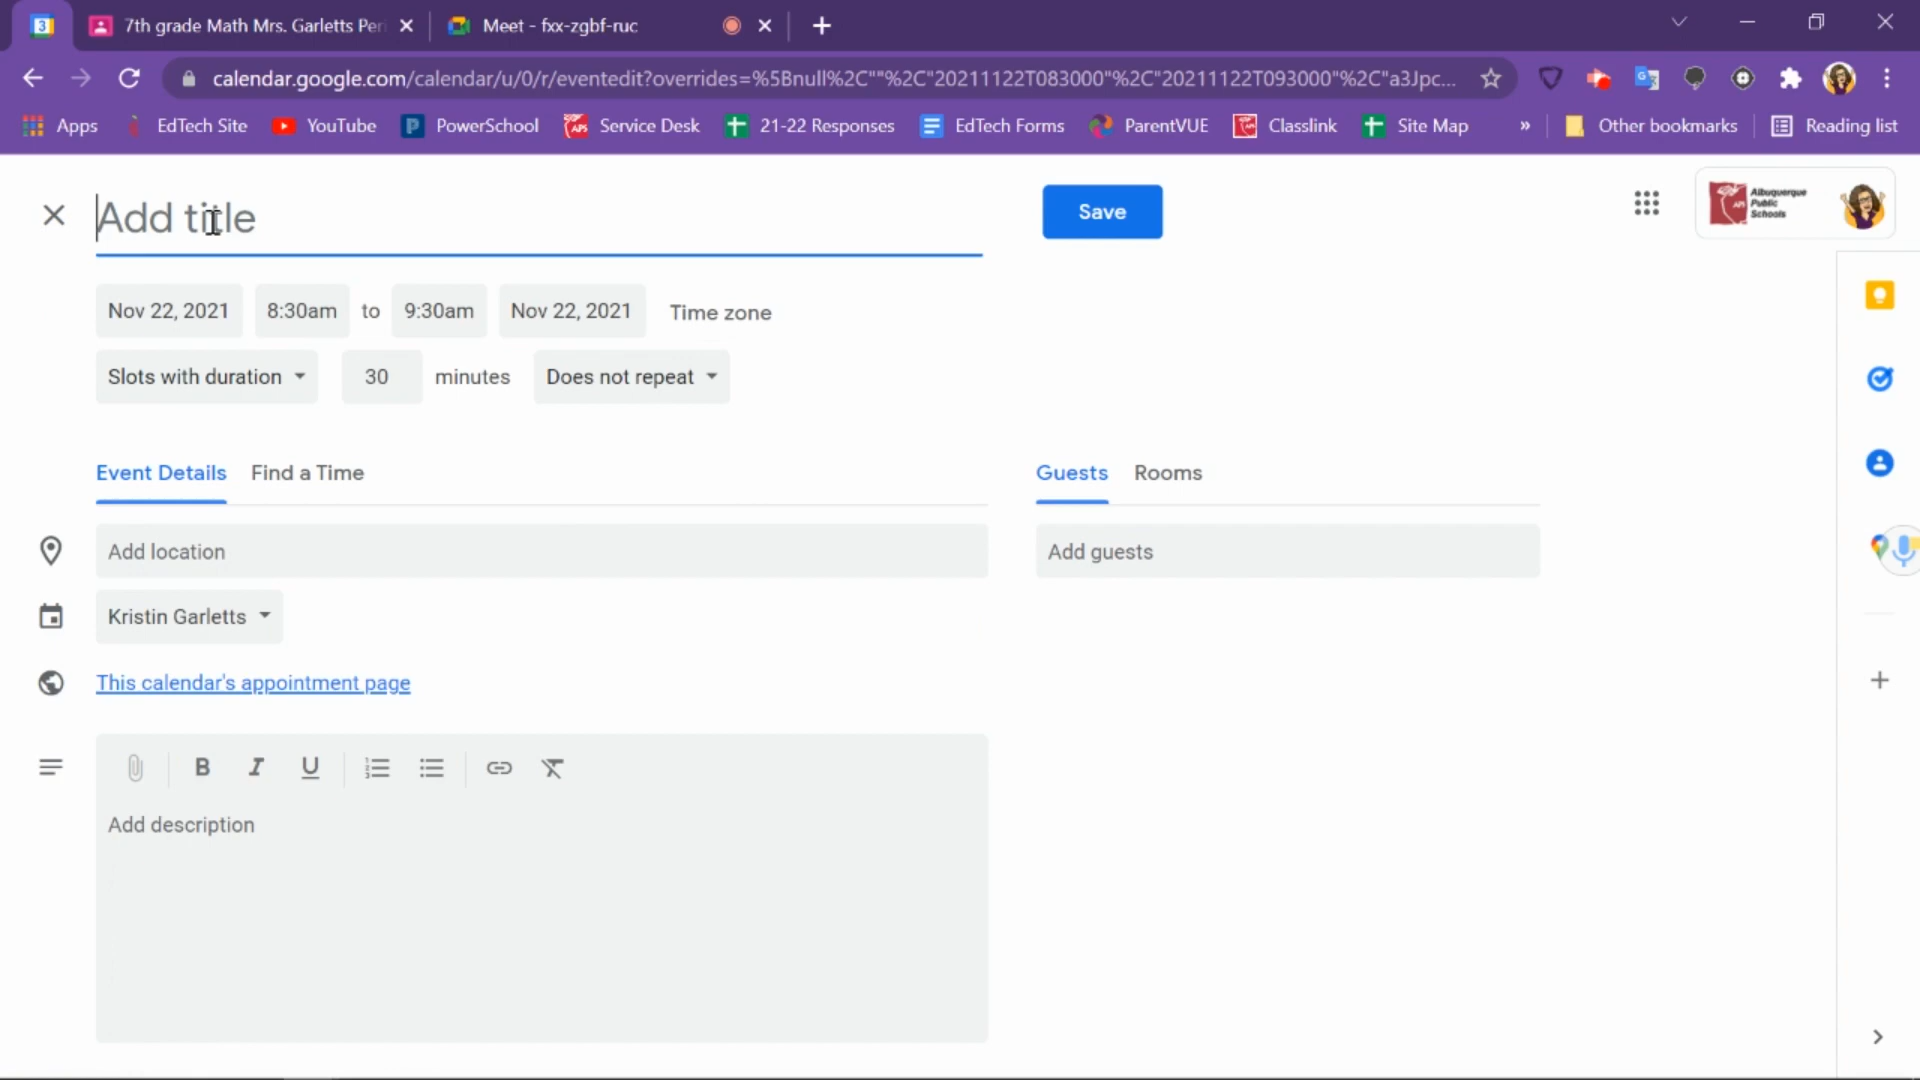 3 7th grade Math Mrs. Garletts Per Meet - fxx-zgbf-ruc
calendar.google.com/calendar/u/0/r/eventedit?overrides=%5Bnull%2C""%2C"20211122T083000"%2C"20211122T093000"%2C"a3Jpc...
Apps EdTech Site YouTube PowerSchool Service Desk 21-22 Responses EdTech Forms ParentVUE Classlink Site Map » Other bookmarks Reading list
Add title
Save
Albuquerque
Public
Schools
Nov 22, 2021 8:30am to 9:30am Nov 22, 2021 Time zone
Slots with duration 30 minutes Does not repeat
Event Details Find a Time Guests Rooms
Add location Add guests
Kristin Garletts
This calendar's appointment page
B I U
Add description